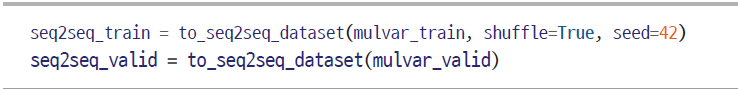 seq2seq_train = to_seq2seq_dataset(mulvar_train, shuffle=True, seed=42)
seq2seq_valid = to_seq2seq_dataset(mulvar_valid)